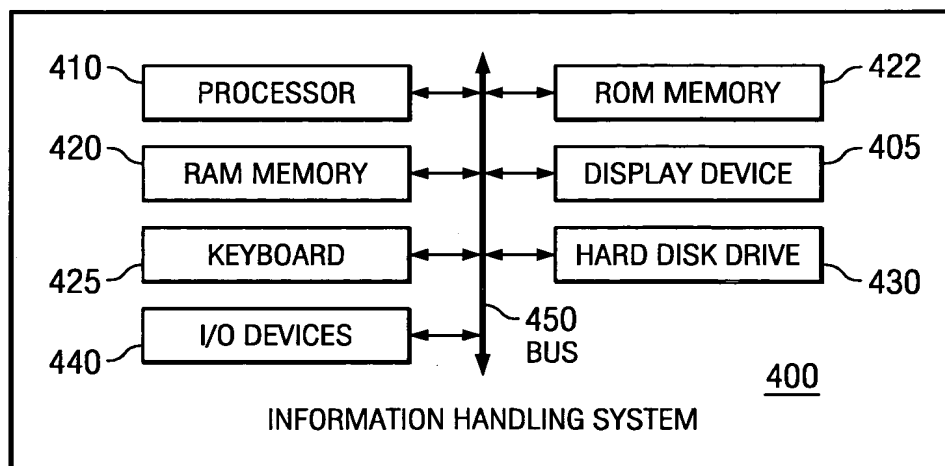 410 PROCESSOR ROM MEMORY 422
420 RAM MEMORY DISPLAY DEVICE 405
KEYBOARD HARD DISK DRIVE
425 430
I/O DEVICES 450
440 BUS
400
INFORMATION HANDLING SYSTEM